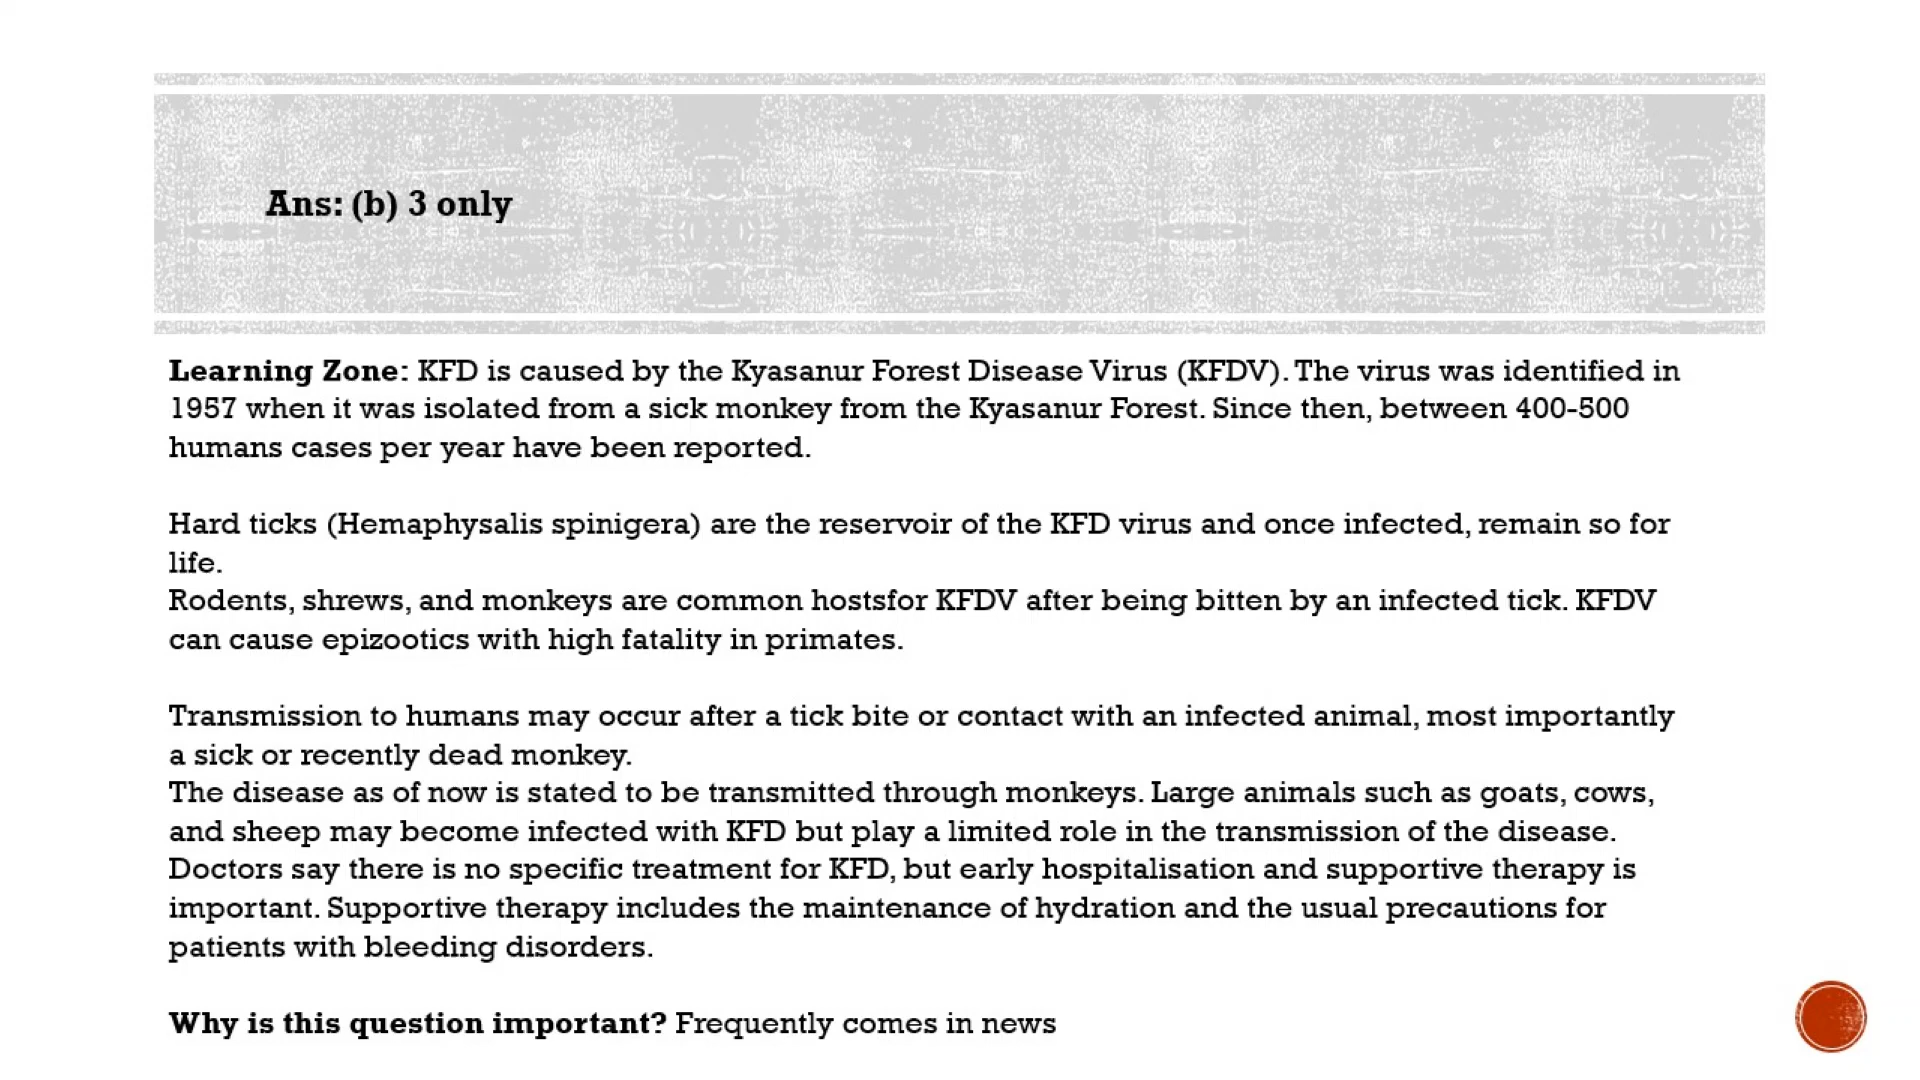 Ans: (b) 3 only
Learning Zone: KFD is caused by the Kyasanur Forest Disease Virus (KFDV). The virus was identified in
1957 when it was isolated from a sick monkey from the Kyasanur Forest. Since then, between 400-500
humans cases per year have been reported.
Hard ticks (Hemaphysalis spinigera) are the reservoir of the KFD virus and once infected, remain so for
life.
Rodents, shrews, and monkeys are common hostsfor KFDV after being bitten by an infected tick. KFDV
can cause epizootics with high fatality in primates.
Transmission to humans may occur after a tick bite or contact with an infected animal, most importantly
a sick or recently dead monkey.
The disease as of now is stated to be transmitted through monkeys. Large animals such as goats, cows,
and sheep may become infected with KFD but play a limited role in the transmission of the disease.
Doctors say there is no specific treatment for KFD, but early hospitalisation and supportive therapy is
important. Supportive therapy includes the maintenance of hydration and the usual precautions for
patients with bleeding disorders.
Why is this question important? Frequently comes in news